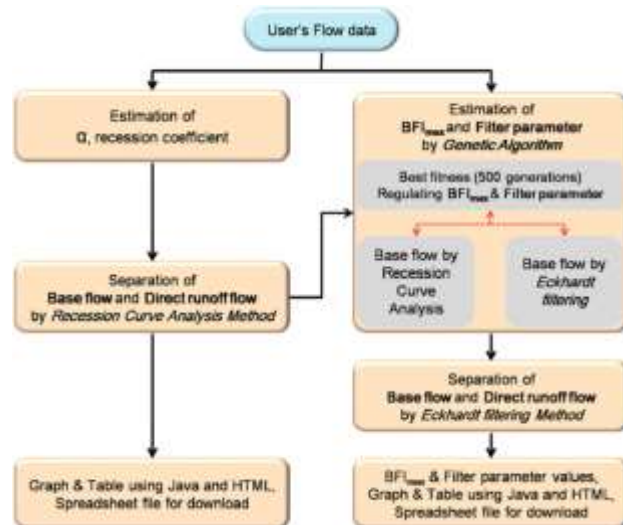 User's Flow data
Estimation of
α, recession coefficient
Separation of
Base flow and Direct runoff flow
by Recession Curve Analysis Method
Graph & Table using Java and HTML,
Spreadsheet file for download
Estimation of
BFImax and Filter parameter
by Genetic Algorithm
Best fitness (500 generations)
Regulating BFImax & Filter parameter
Base flow by
Recession
Curve
Analysis
Base flow by
Eckhardt
filtering
Separation of
Base flow and Direct runoff flow
by Eckhardt filtering Method
BFImax & Filter parameter values,
Graph & Table using Java and HTML,
Spreadsheet file for download